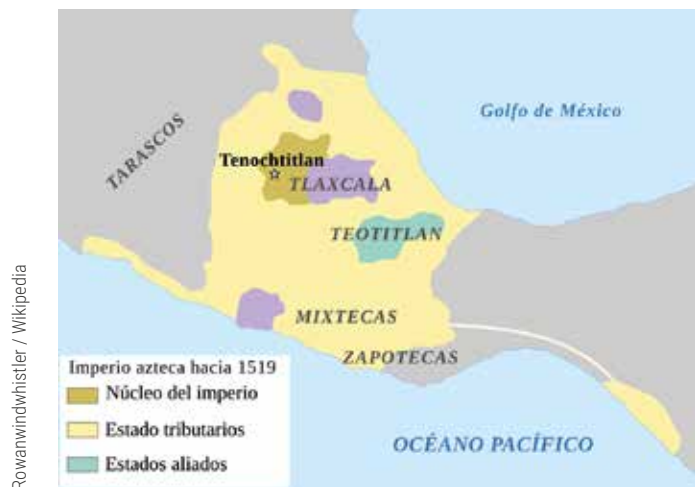 Golfo de México
TARASCOS
Tenochtitlan
TLAXCALA
TEOTITLAN
MIXTECAS
ZAPOTECAS
OCÉANO PACÍFICO
Imperio azteca hacia 1519
Núcleo del imperio
Estado tributarios
Estados aliados
Rowanwindwhistler / Wikipedia